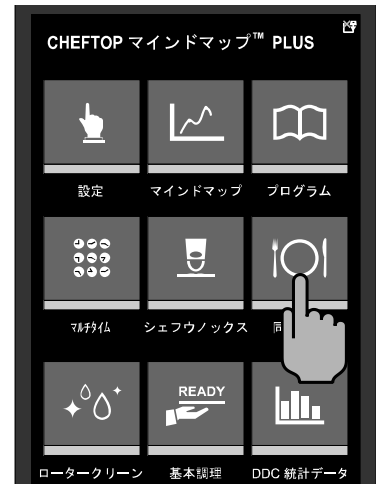 CHEFTOP マインドマップ™ PLUS
設定 マインドマップ プログラム
マルチタイム シェフウノックス 同
READY
ロータークリーン 基本調理 DDC 統計データ